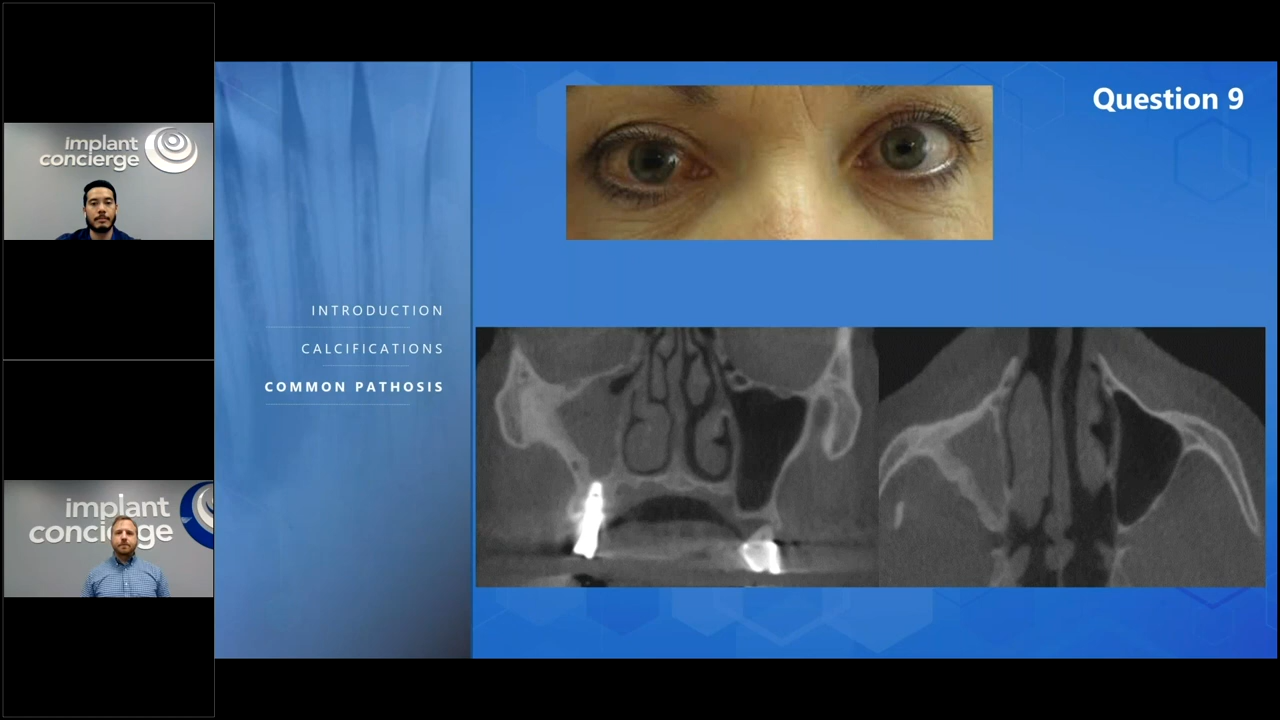 implant
concierge
implant
concierge
INTRODUCTION
CALCIFICATIONS
COMMON PATHOSIS
Question 9